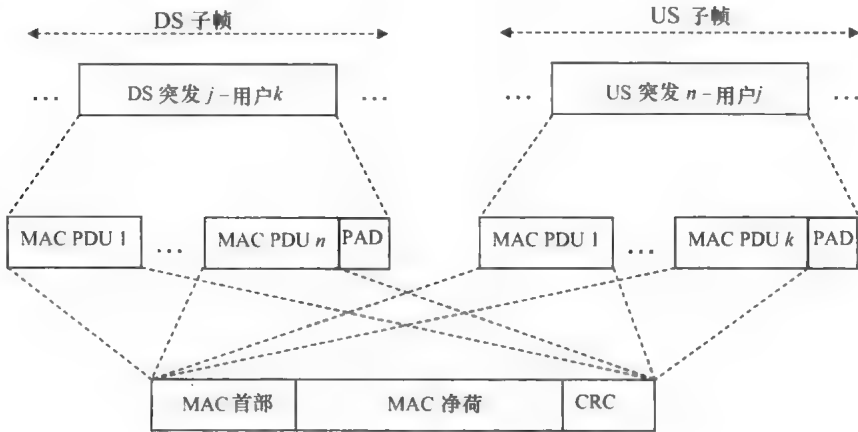 DS 子帧 US 子帧
… DS 突发 j－用户k … … US 突发 n－用户j …
MAC PDU 1 … MAC PDU n PAD MAC PDU 1 … MAC PDU k PAD
MAC 首部 MAC 净荷 CRC